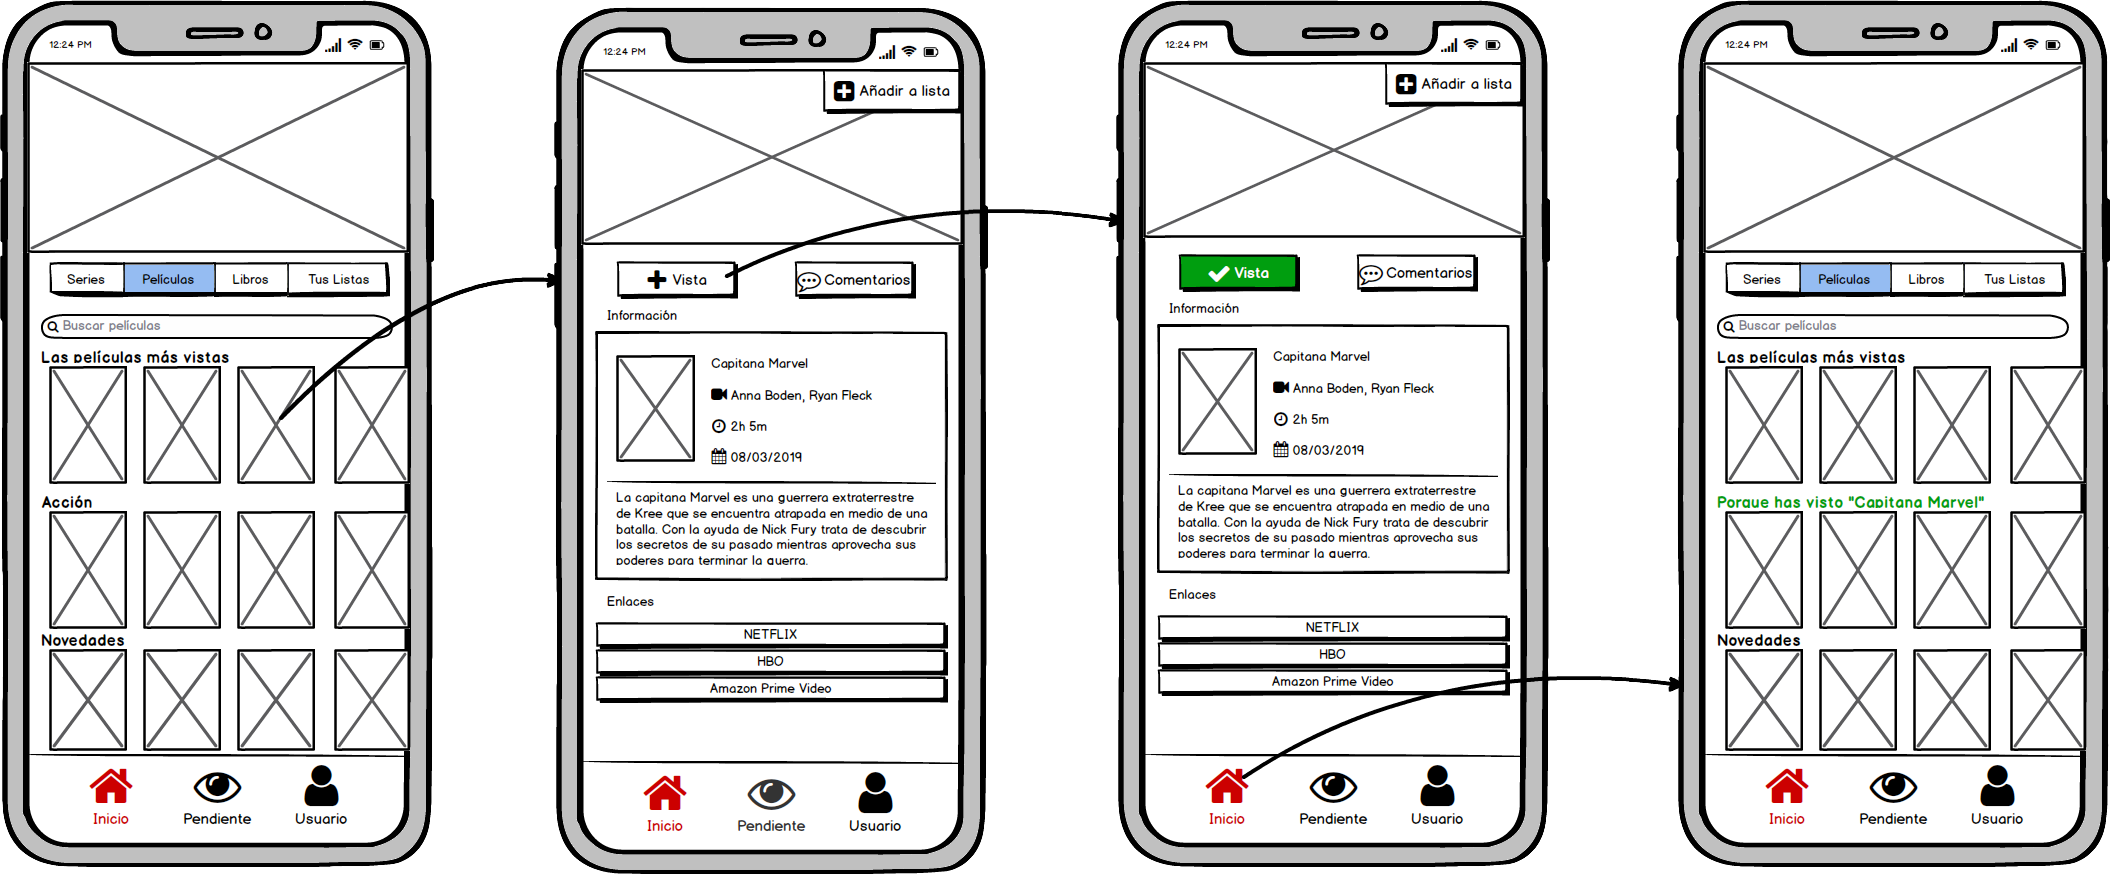 12:24 PM
Series
Películas
Libros
Tus Listas
Buscar películas
Las películas más vistas
Acción
Novedades
Inicio
Pendiente
Usuario
12:24 PM
Añadir a lista
Vista
Comentarios
Información
Capitana Marvel
Anna Boden, Ryan Fleck
2h 5m
08/03/2019
La capitana Marvel es una guerrera extraterrestre
de Kree que se encuentra atrapada en medio de una
batalla. Con la ayuda de Nick Fury trata de descubrir
los secretos de su pasado mientras aprovecha sus
poderes para terminar la guerra.
Enlaces
NETFLIX
HBO
Amazon Prime Video
Inicio
Pendiente
Usuario
12:24 PM
Añadir a lista
Vista
Comentarios
Información
Capitana Marvel
Anna Boden, Ryan Fleck
2h 5m
08/03/2019
La capitana Marvel es una guerrera extraterrestre
de Kree que se encuentra atrapada en medio de una
batalla. Con la ayuda de Nick Fury trata de descubrir
los secretos de su pasado mientras aprovecha sus
poderes para terminar la guerra.
Enlaces
NETFLIX
HBO
Amazon Prime Video
Inicio
Pendiente
Usuario
12:24 PM
Series
Películas
Libros
Tus Listas
Buscar películas
Las películas más vistas
Porque has visto "Capitana Marvel"
Novedades
Inicio
Pendiente
Usuario